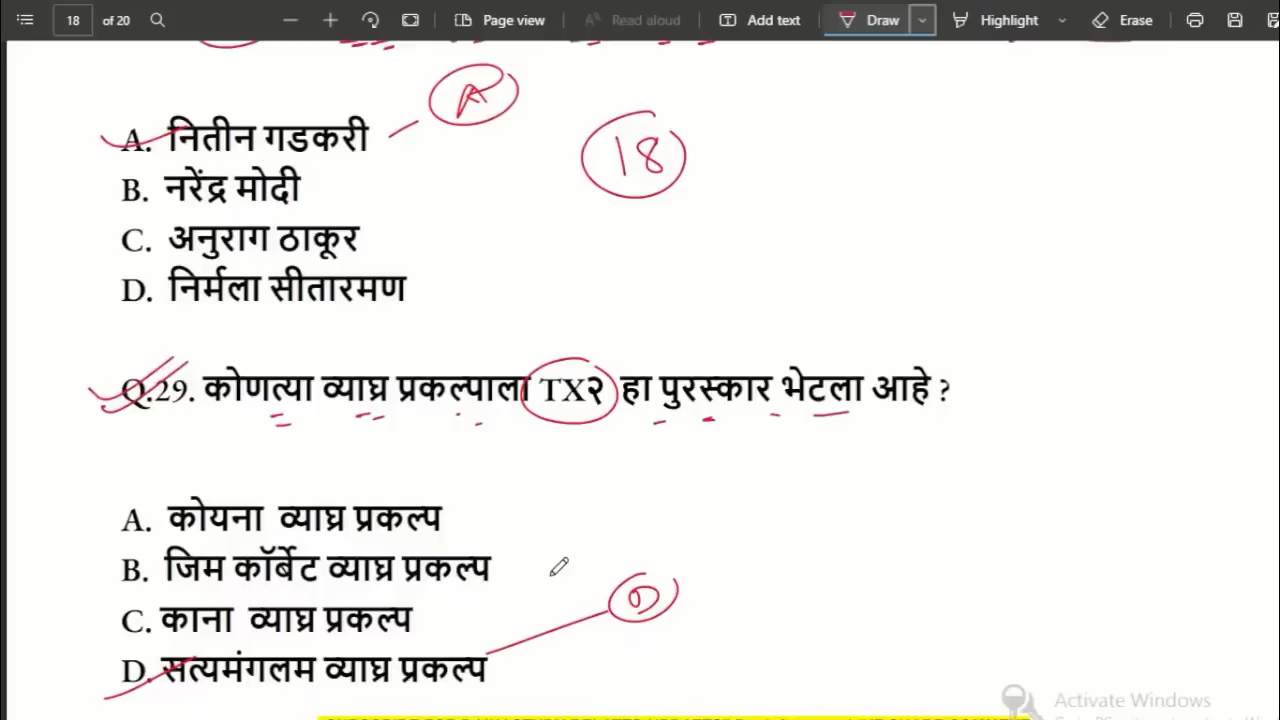 18 of 20 Page view Read aloud Add text Draw Highlight Erase
A
A. नितीन गडकरी
18
B. नरेंद्र मोदी
C. अनुराग ठाकूर
D. निर्मला सीतारमण
Q.29. कोणत्या व्याघ्र प्रकल्पाला TX२ हा पुरस्कार भेटला आहे ?
A. कोयना व्याघ्र प्रकल्प
B. जिम कॉर्बेट व्याघ्र प्रकल्प
C. काना व्याघ्र प्रकल्प
D
D. सत्यमंगलम व्याघ्र प्रकल्प
Activate Windows